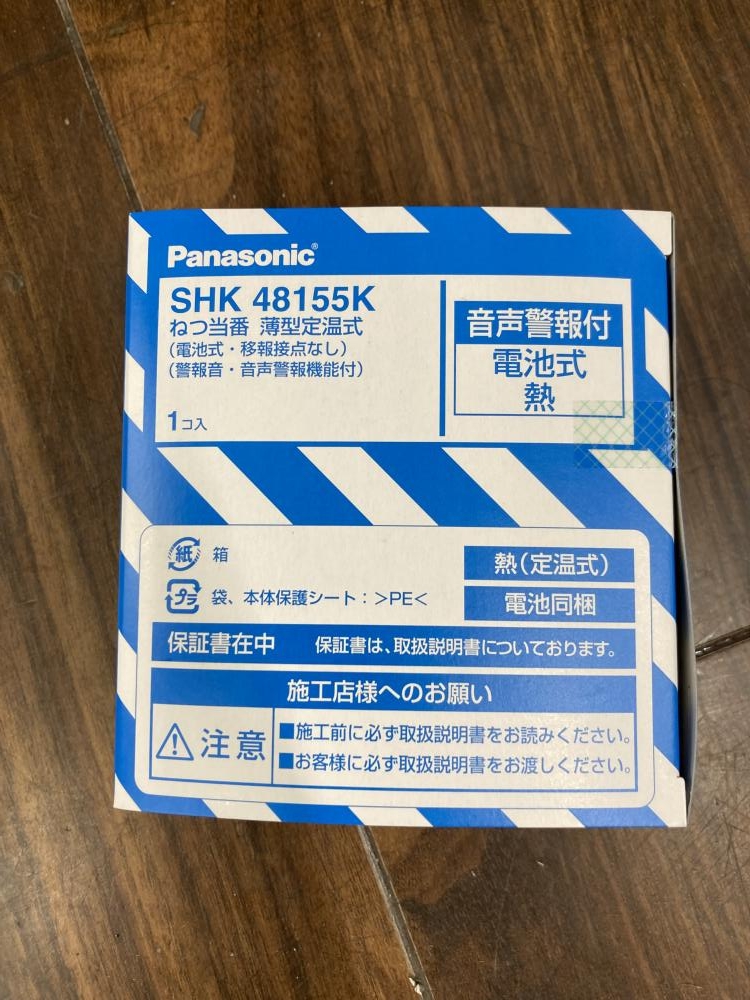 Panasonic®
SHK 48155K
ねつ当番 薄型定温式
(電池式・移報接点なし)
(警報音・音声警報機能付)
1コ入
音声警報付
電池式
熱
紙 箱
プラ 袋、本体保護シート:>PE<
熱(定温式)
電池同梱
保証書在中 保証書は、取扱説明書についております。
施工店様へのお願い
注意
■施工前に必ず取扱説明書をお読みください。
■お客様に必ず取扱説明書をお渡しください。